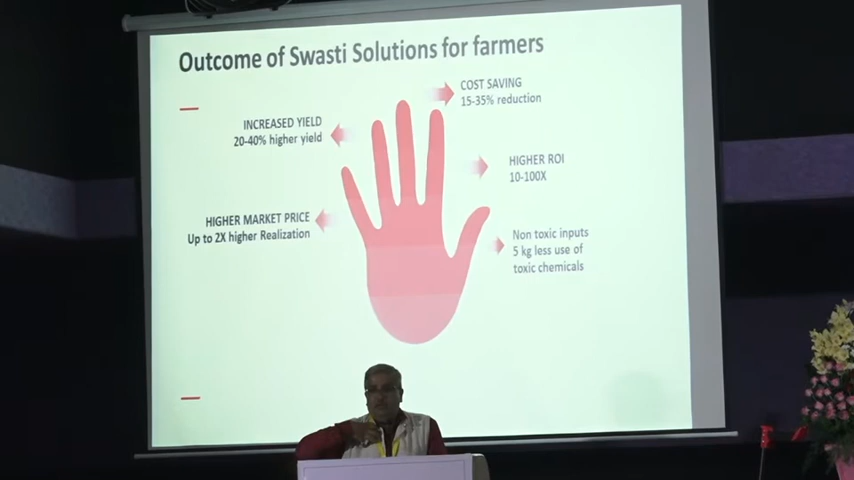 Outcome of Swasti Solutions for farmers
COST SAVING
15-35% reduction
INCREASED YIELD
20-40% higher yield
HIGHER ROI
10-100X
HIGHER MARKET PRICE
Up to 2X higher Realization
Non toxic inputs
5 kg less use of
toxic chemicals